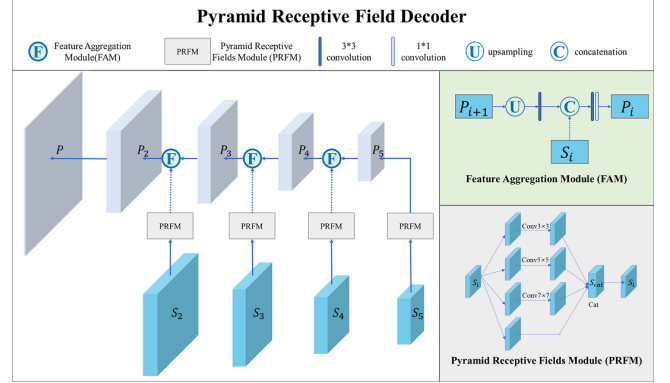 Pyramid Receptive Field Decoder
F Feature Aggregation Module(FAM)
PRFM Pyramid Receptive Fields Module (PRFM)
3*3 convolution
1*1 convolution
U upsampling
C concatenation
P P₂ F P₃ F P₄ F P₅
PRFM PRFM PRFM PRFM
S₂ S₃ S₄ S₅
Pᵢ₊₁ U C Pᵢ
Sᵢ
Feature Aggregation Module (FAM)
Conv3×3
Conv5×5
Sᵢ Conv7×7 S_cat Sᵢ
Cat
Pyramid Receptive Fields Module (PRFM)